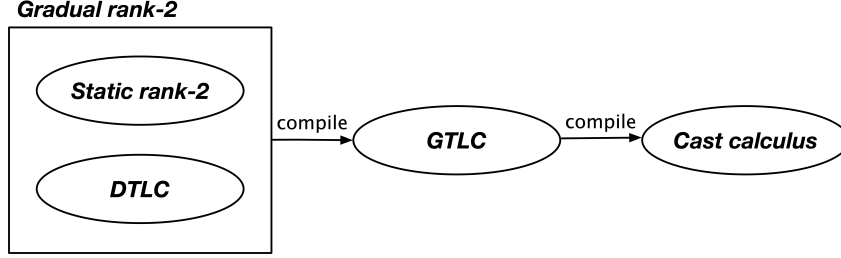 Gradual rank-2
Static rank-2
DTLC
compile
GTLC
compile
Cast calculus